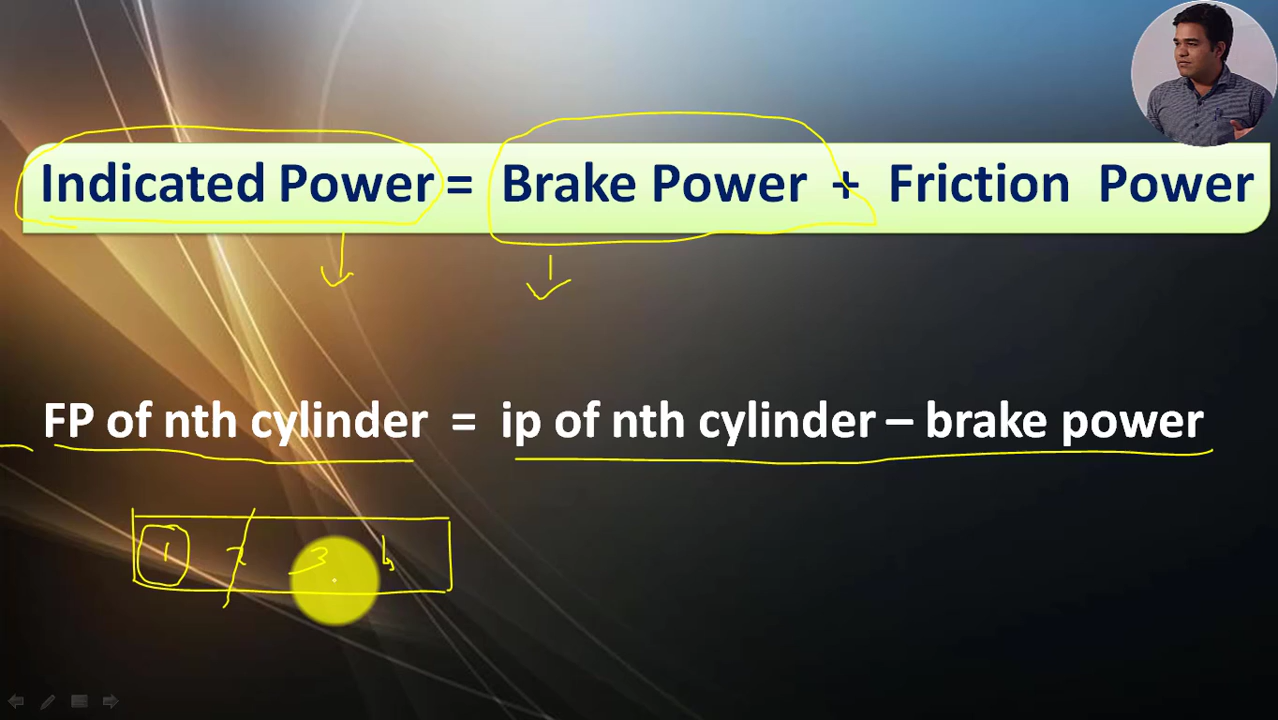 Indicated Power = Brake Power + Friction Power
FP of nth cylinder = ip of nth cylinder – brake power
1 2 3 4